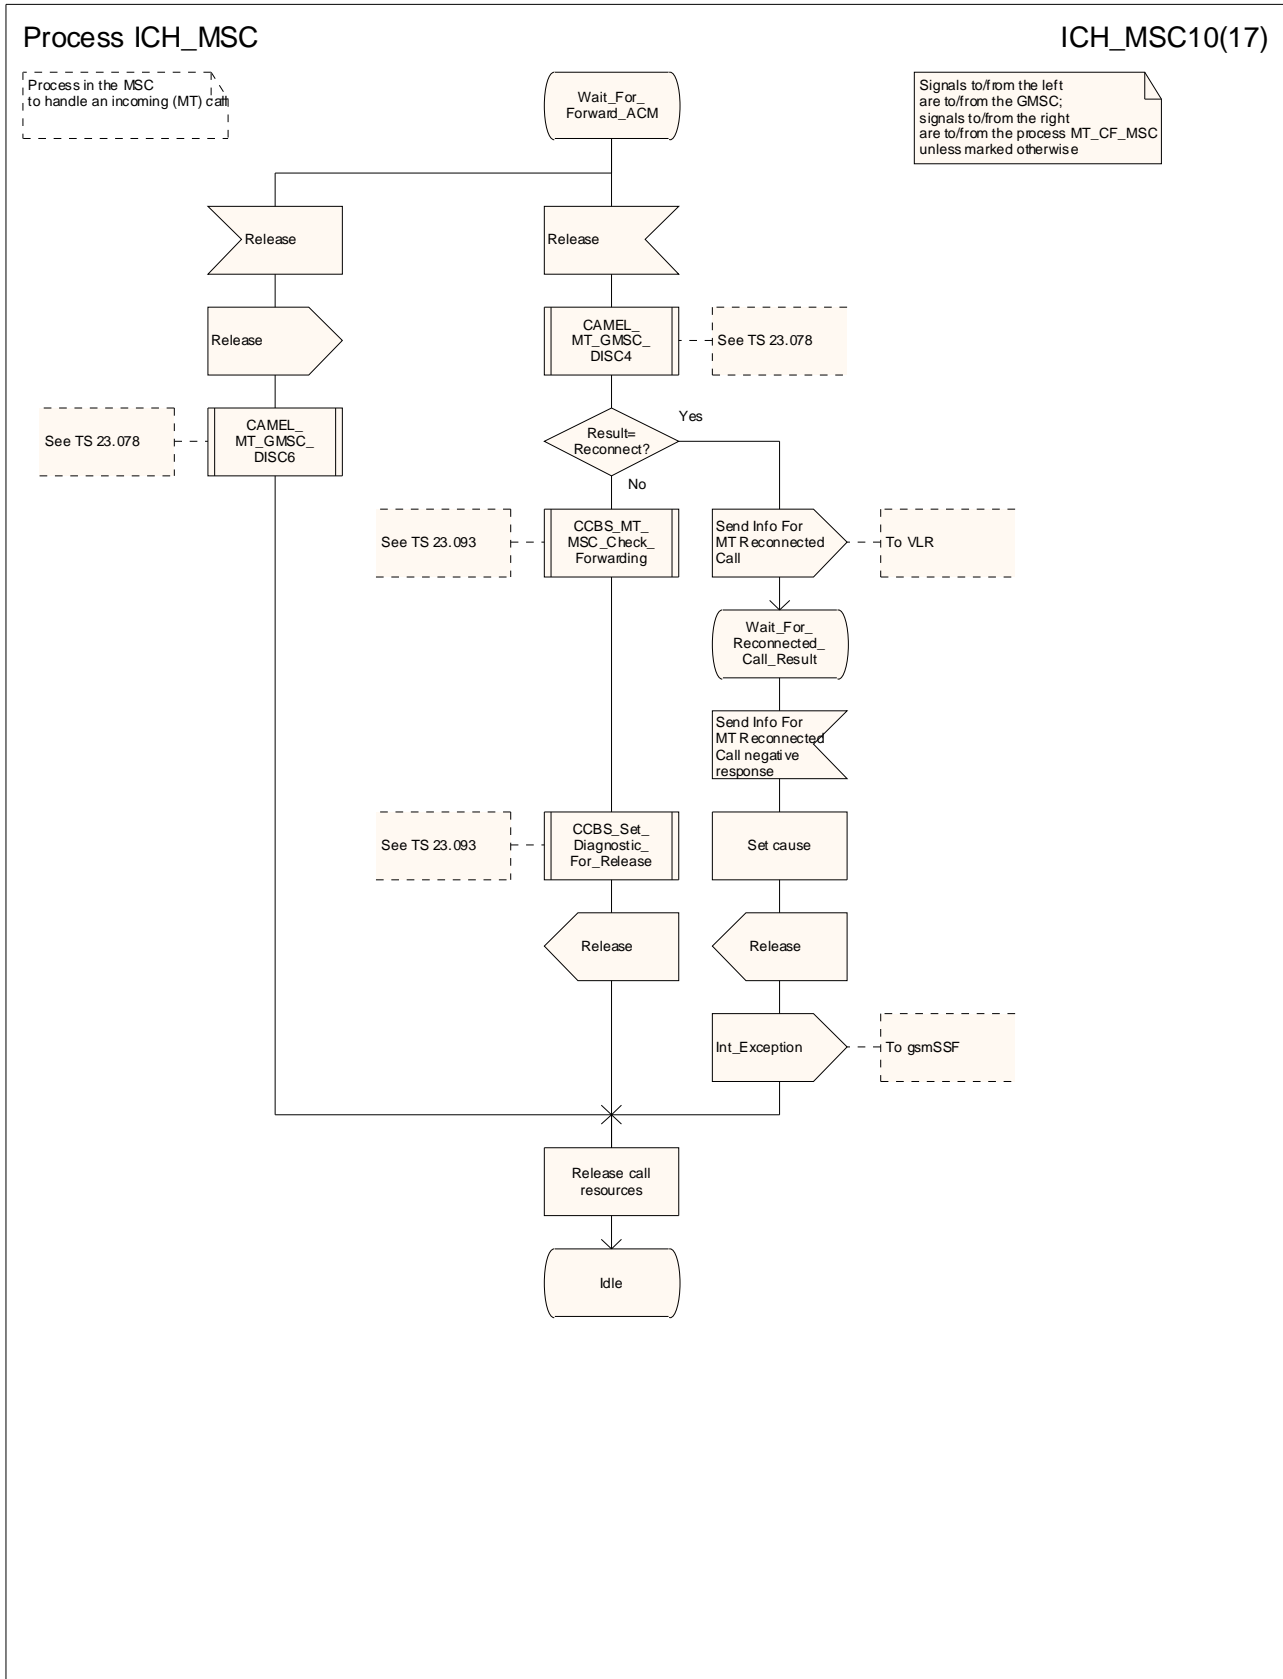 Process ICH_MSC
ICH_MSC10(17)
Process in the MSC
to handle an incoming (MT) call
Wait_For_
Forward_ACM
Signals to/from the left
are to/from the GMSC;
signals to/from the right
are to/from the process MT_CF_MSC
unless marked otherwise
Release
Release
Release
CAMEL_
MT_GMSC_
DISC4
See TS 23.078
See TS 23.078
CAMEL_
MT_GMSC_
DISC6
Result=
Reconnect?
Yes
No
See TS 23.093
CCBS_MT_
MSC_Check_
Forwarding
Send Info For
MT Reconnected
Call
To VLR
Wait_For_
Reconnected_
Call_Result
Send Info For
MT Reconnected
Call negative
response
See TS 23.093
CCBS_Set_
Diagnostic_
For_Release
Set cause
Release
Release
Int_Exception
To gsmSSF
Release call
resources
Idle